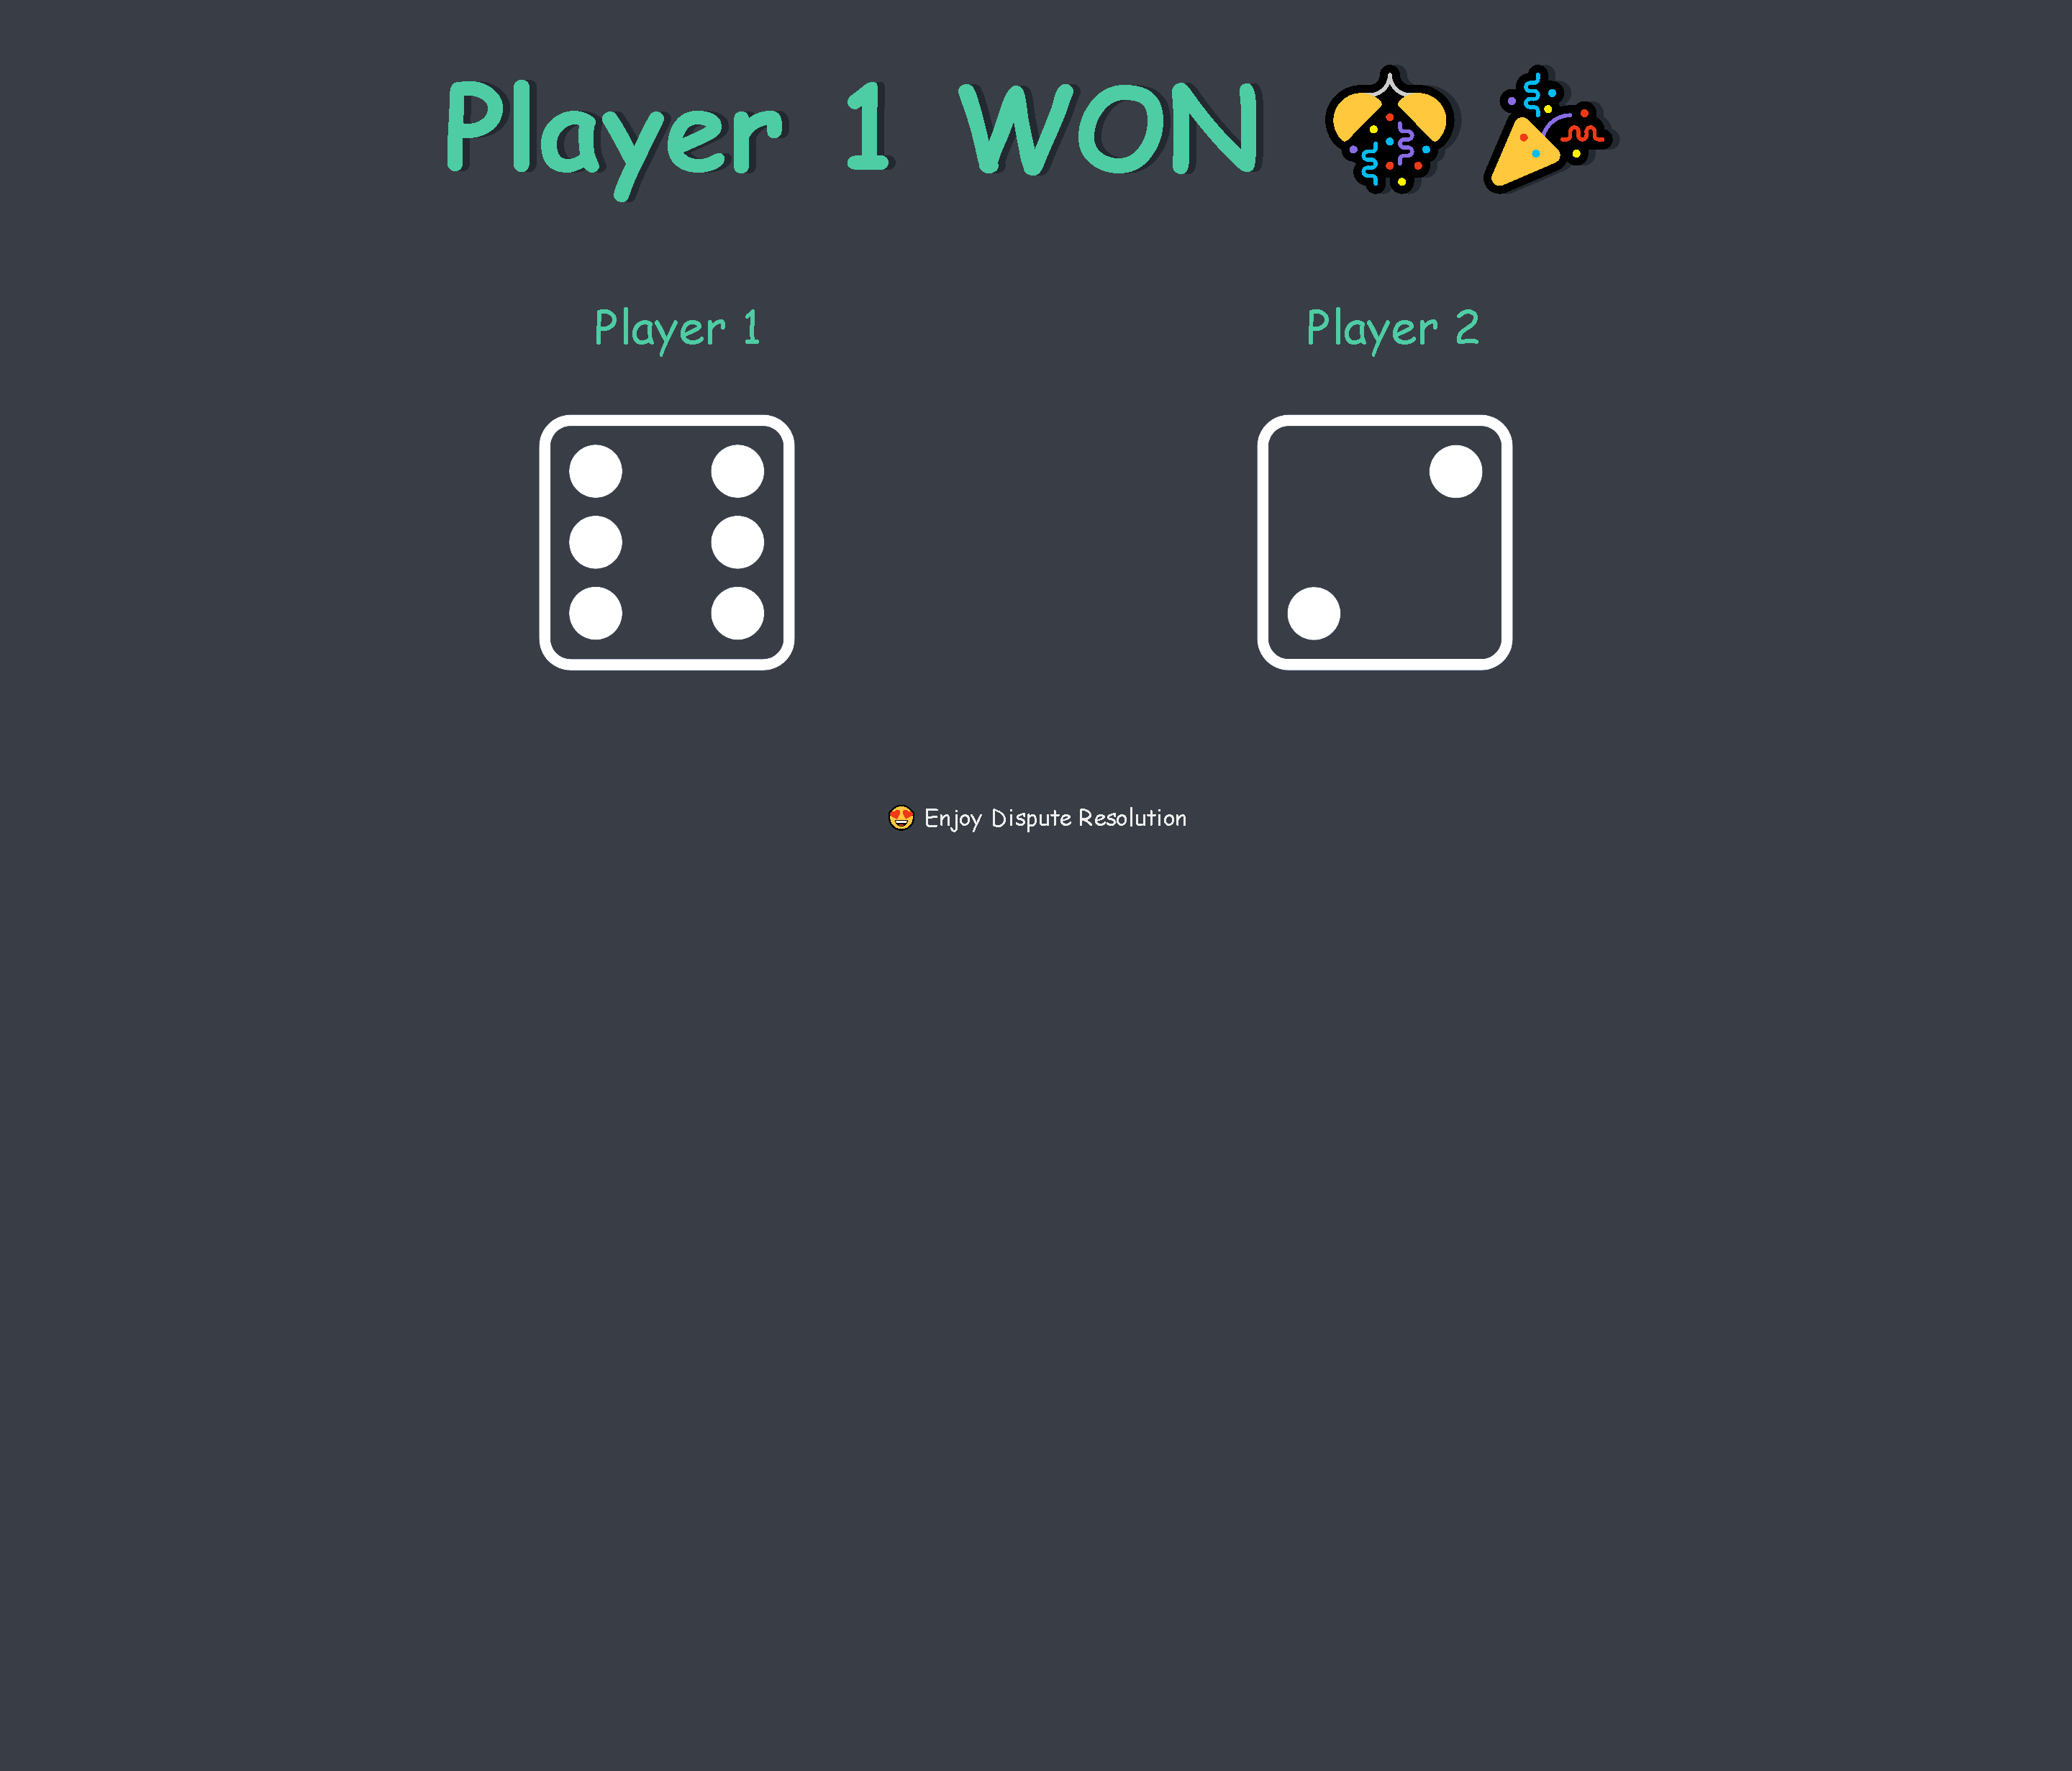 Player 1 WON 🎊 🎉
Player 1
Player 2
😍 Enjoy Dispute Resolution